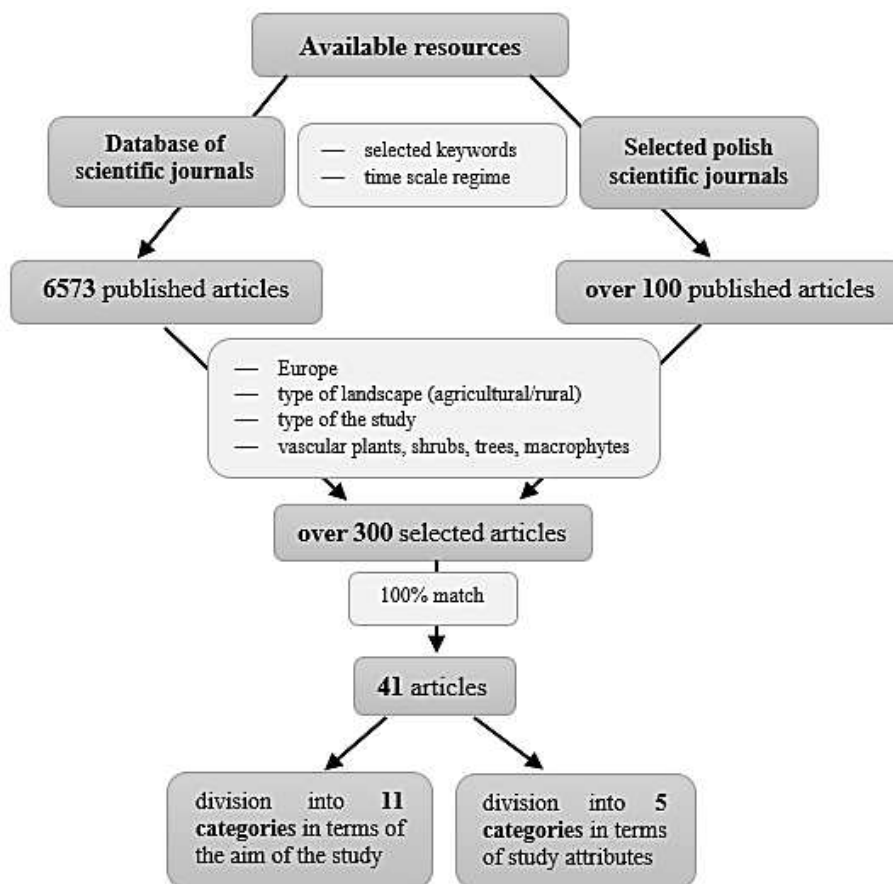 Available resources
Database of
scientific journals
— selected keywords
— time scale regime
Selected polish
scientific journals
6573 published articles
over 100 published articles
— Europe
— type of landscape (agricultural/rural)
— type of the study
— vascular plants, shrubs, trees, macrophytes
over 300 selected articles
100% match
41 articles
division into 11
categories in terms of
the aim of the study
division into 5
categories in terms
of study attributes